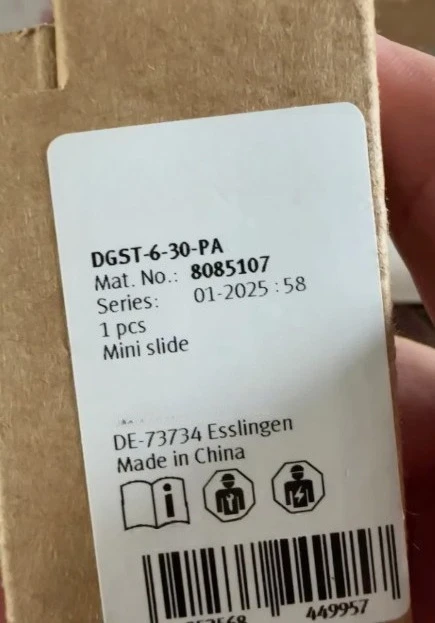 DGST-6-30-PA
Mat. No.: 8085107
Series: 01-2025 : 58
1 pcs
Mini slide
DE-73734 Esslingen
Made in China
449957